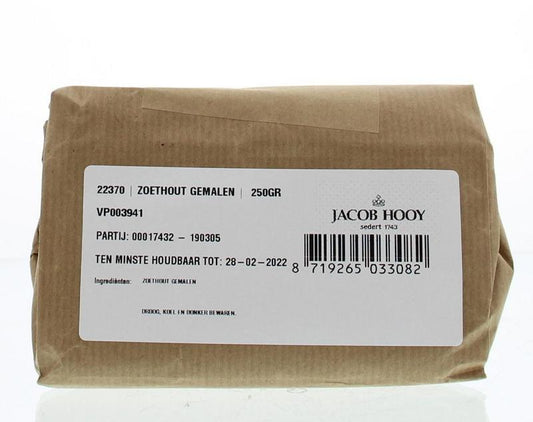 22370 | ZOETHOUT GEMALEN | 250GR
VP003941
PARTIJ: 00017432 - 190305
TEN MINSTE HOUDBAAR TOT: 28-02-2022
Ingrediënten: ZOETHOUT GEMALEN
DROOG, KOEL EN DONKER BEWAREN.
JACOB HOOY
sedert 1743
8 719265 033082